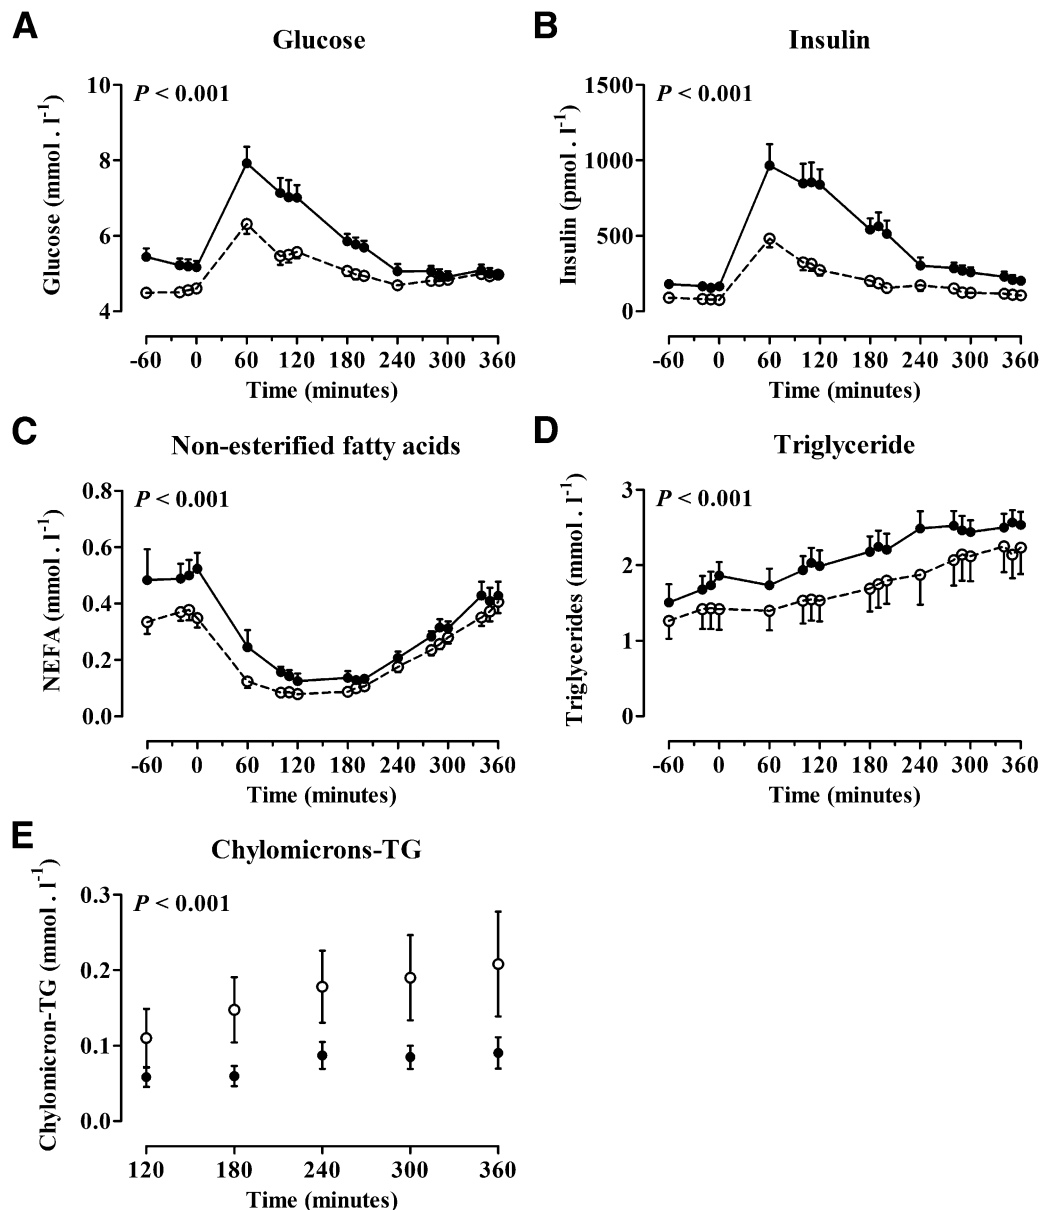 A
Glucose
P < 0.001
Glucose (mmol . l-1)
10
8
6
4
-60 0 60 120 180 240 300 360
Time (minutes)
B
Insulin
P < 0.001
Insulin (pmol . l-1)
1500
1000
500
0
-60 0 60 120 180 240 300 360
Time (minutes)
C
Non-esterified fatty acids
P < 0.001
NEFA (mmol . l-1)
0.8
0.6
0.4
0.2
0.0
-60 0 60 120 180 240 300 360
Time (minutes)
D
Triglyceride
P < 0.001
Triglycerides (mmol . l-1)
3
2
1
0
-60 0 60 120 180 240 300 360
Time (minutes)
E
Chylomicrons-TG
P < 0.001
Chylomicron-TG (mmol . l-1)
0.3
0.2
0.1
0.0
120 180 240 300 360
Time (minutes)